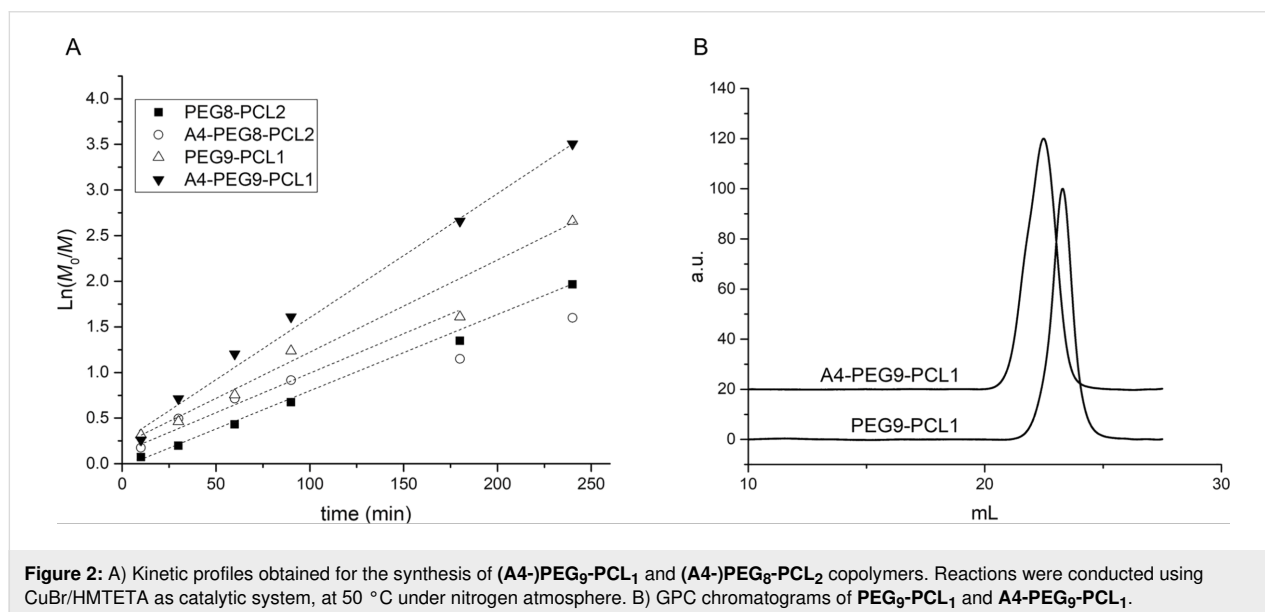 A
B
4.0
3.5
3.0
2.5
2.0
1.5
1.0
0.5
0.0
Ln(M₀/M)
PEG8-PCL2
A4-PEG8-PCL2
PEG9-PCL1
A4-PEG9-PCL1
0 50 100 150 200 250
time (min)
140
120
100
80
60
40
20
0
a.u.
A4-PEG9-PCL1
PEG9-PCL1
10 20 30
mL
Figure 2: A) Kinetic profiles obtained for the synthesis of (A4-)PEG₉-PCL₁ and (A4-)PEG₈-PCL₂ copolymers. Reactions were conducted using
CuBr/HMTETA as catalytic system, at 50 °C under nitrogen atmosphere. B) GPC chromatograms of PEG₉-PCL₁ and A4-PEG₉-PCL₁.